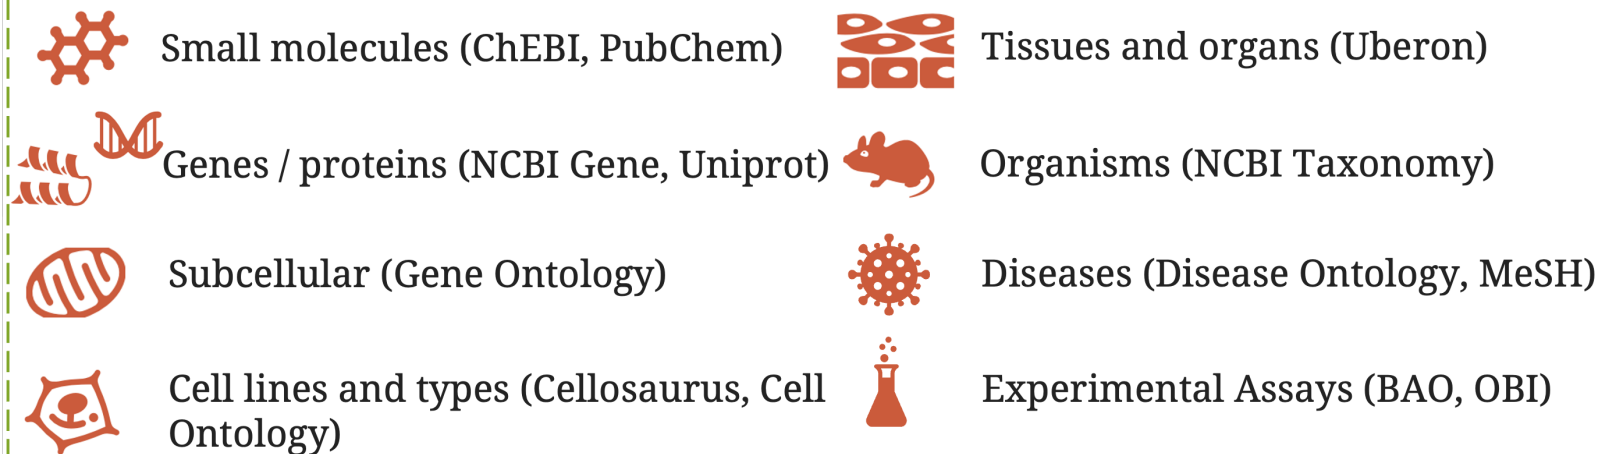 Small molecules (ChEBI, PubChem)
Tissues and organs (Uberon)
Genes / proteins (NCBI Gene, Uniprot)
Organisms (NCBI Taxonomy)
Subcellular (Gene Ontology)
Diseases (Disease Ontology, MeSH)
Cell lines and types (Cellosaurus, Cell
Ontology)
Experimental Assays (BAO, OBI)